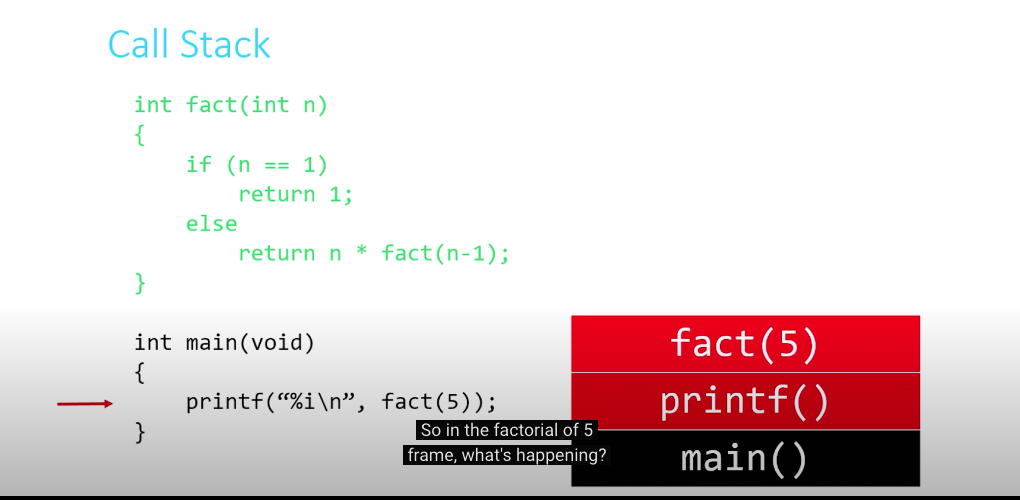 Call Stack
int fact(int n)
{
    if (n == 1)
        return 1;
    else
        return n * fact(n-1);
}
int main(void)
{
    printf(“%i\n”, fact(5));
}
fact(5)
printf()
main()
So in the factorial of 5
frame, what's happening?